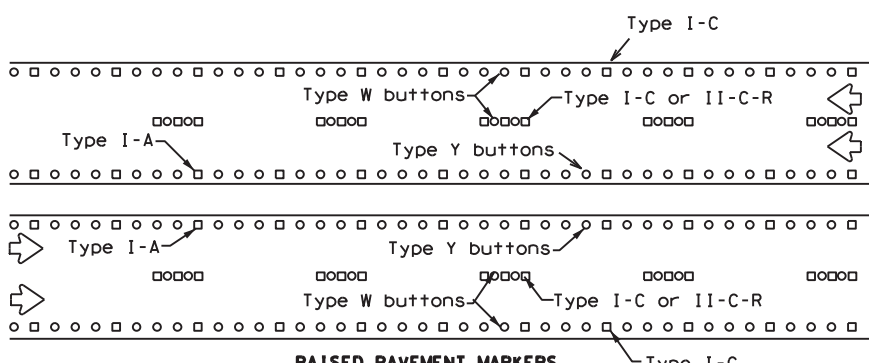 Type I-C
Type W buttons
Type I-C or II-C-R
Type I-A
Type Y buttons
Type I-A
Type Y buttons
Type W buttons
Type I-C or II-C-R
RAISED PAVEMENT MARKERS
Type I-C